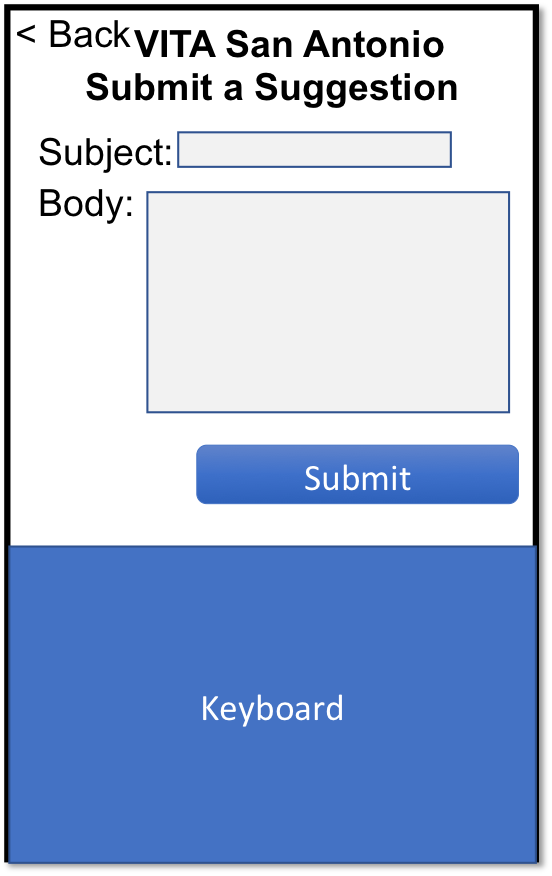 < Back
VITA San Antonio
Submit a Suggestion
Subject:
Body:
Submit
Keyboard